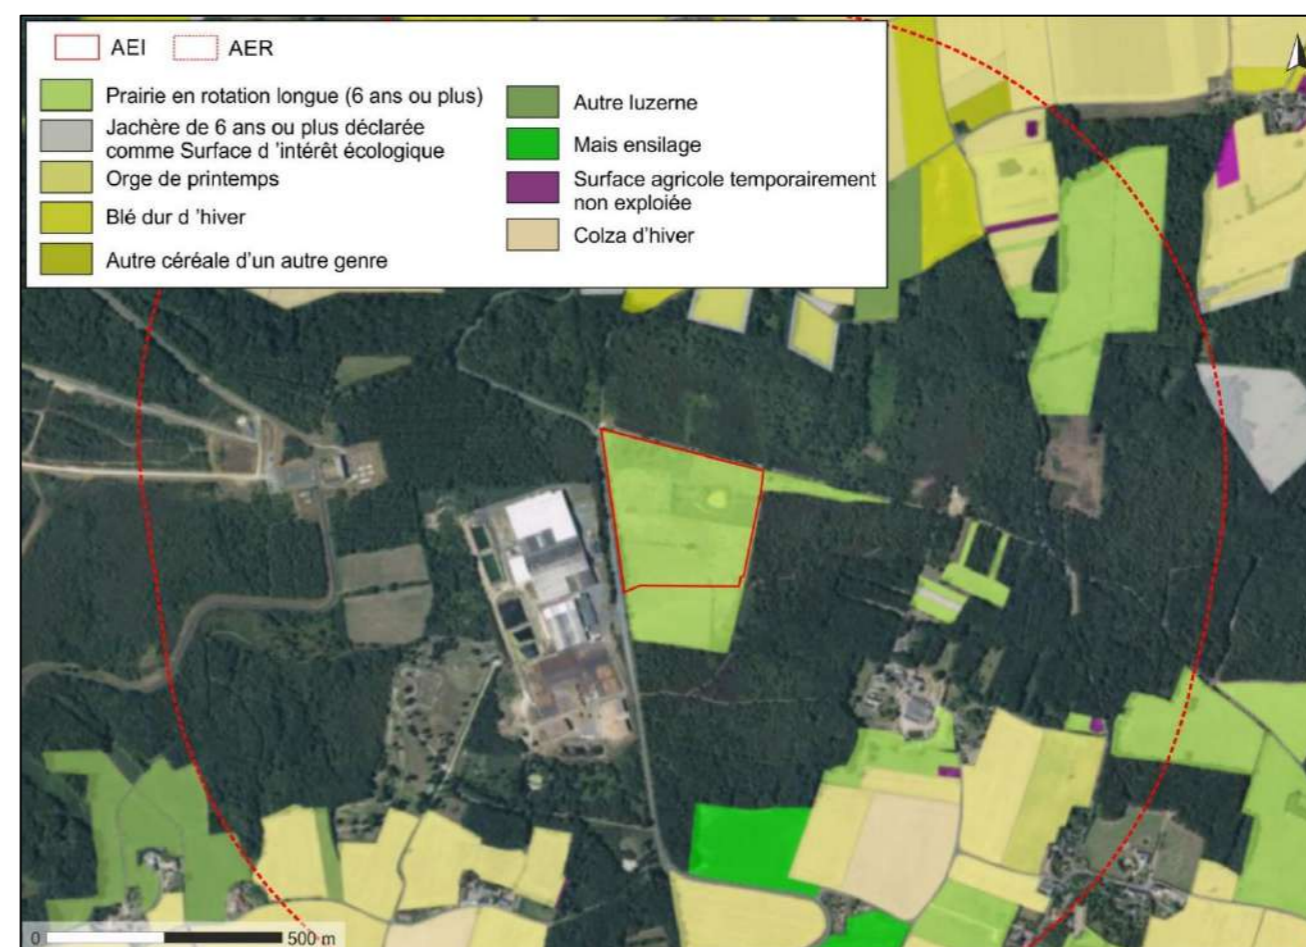 AEI AER
Prairie en rotation longue (6 ans ou plus)
Jachère de 6 ans ou plus déclarée
comme Surface d 'intérêt écologique
Orge de printemps
Blé dur d 'hiver
Autre céréale d'un autre genre
Autre luzerne
Mais ensilage
Surface agricole temporairement
non exploiée
Colza d'hiver
0 500 m